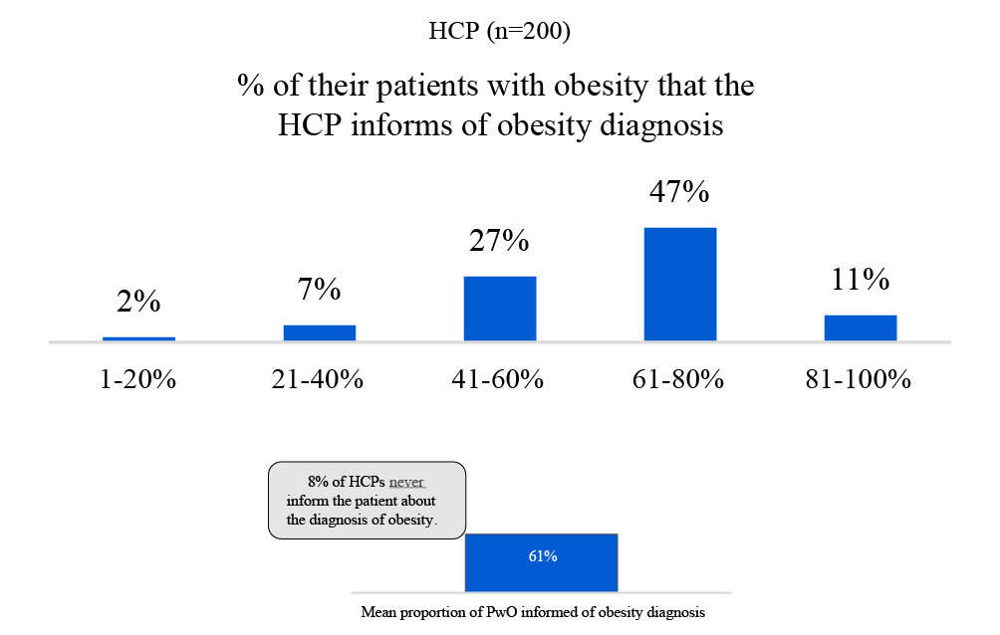 HCP (n=200)
% of their patients with obesity that the
HCP informs of obesity diagnosis
2%
7%
27%
47%
11%
1-20%
21-40%
41-60%
61-80%
81-100%
8% of HCPs never
inform the patient about
the diagnosis of obesity.
61%
Mean proportion of PwO informed of obesity diagnosis